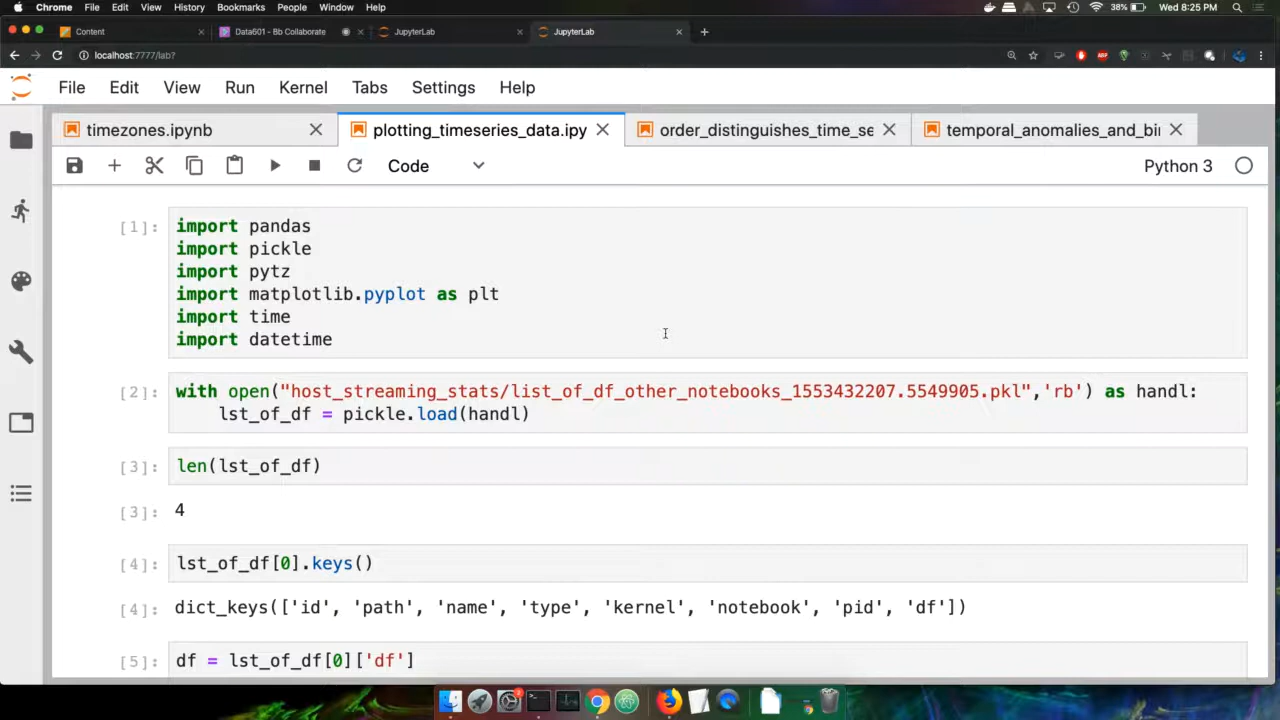 Chrome File Edit View History Bookmarks People Window Help 38% Wed 8:25 PM
Content Data601 - Bb Collaborate JupyterLab JupyterLab
localhost:7777/lab?
File Edit View Run Kernel Tabs Settings Help
timezones.ipynb plotting_timeseries_data.ipy order_distinguishes_time_se temporal_anomalies_and_bi
Code Python 3
[1]: import pandas
import pickle
import pytz
import matplotlib.pyplot as plt
import time
import datetime
[2]: with open("host_streaming_stats/list_of_df_other_notebooks_1553432207.5549905.pkl",'rb') as handl:
lst_of_df = pickle.load(handl)
[3]: len(lst_of_df)
[3]: 4
[4]: lst_of_df[0].keys()
[4]: dict_keys(['id', 'path', 'name', 'type', 'kernel', 'notebook', 'pid', 'df'])
[5]: df = lst_of_df[0]['df']